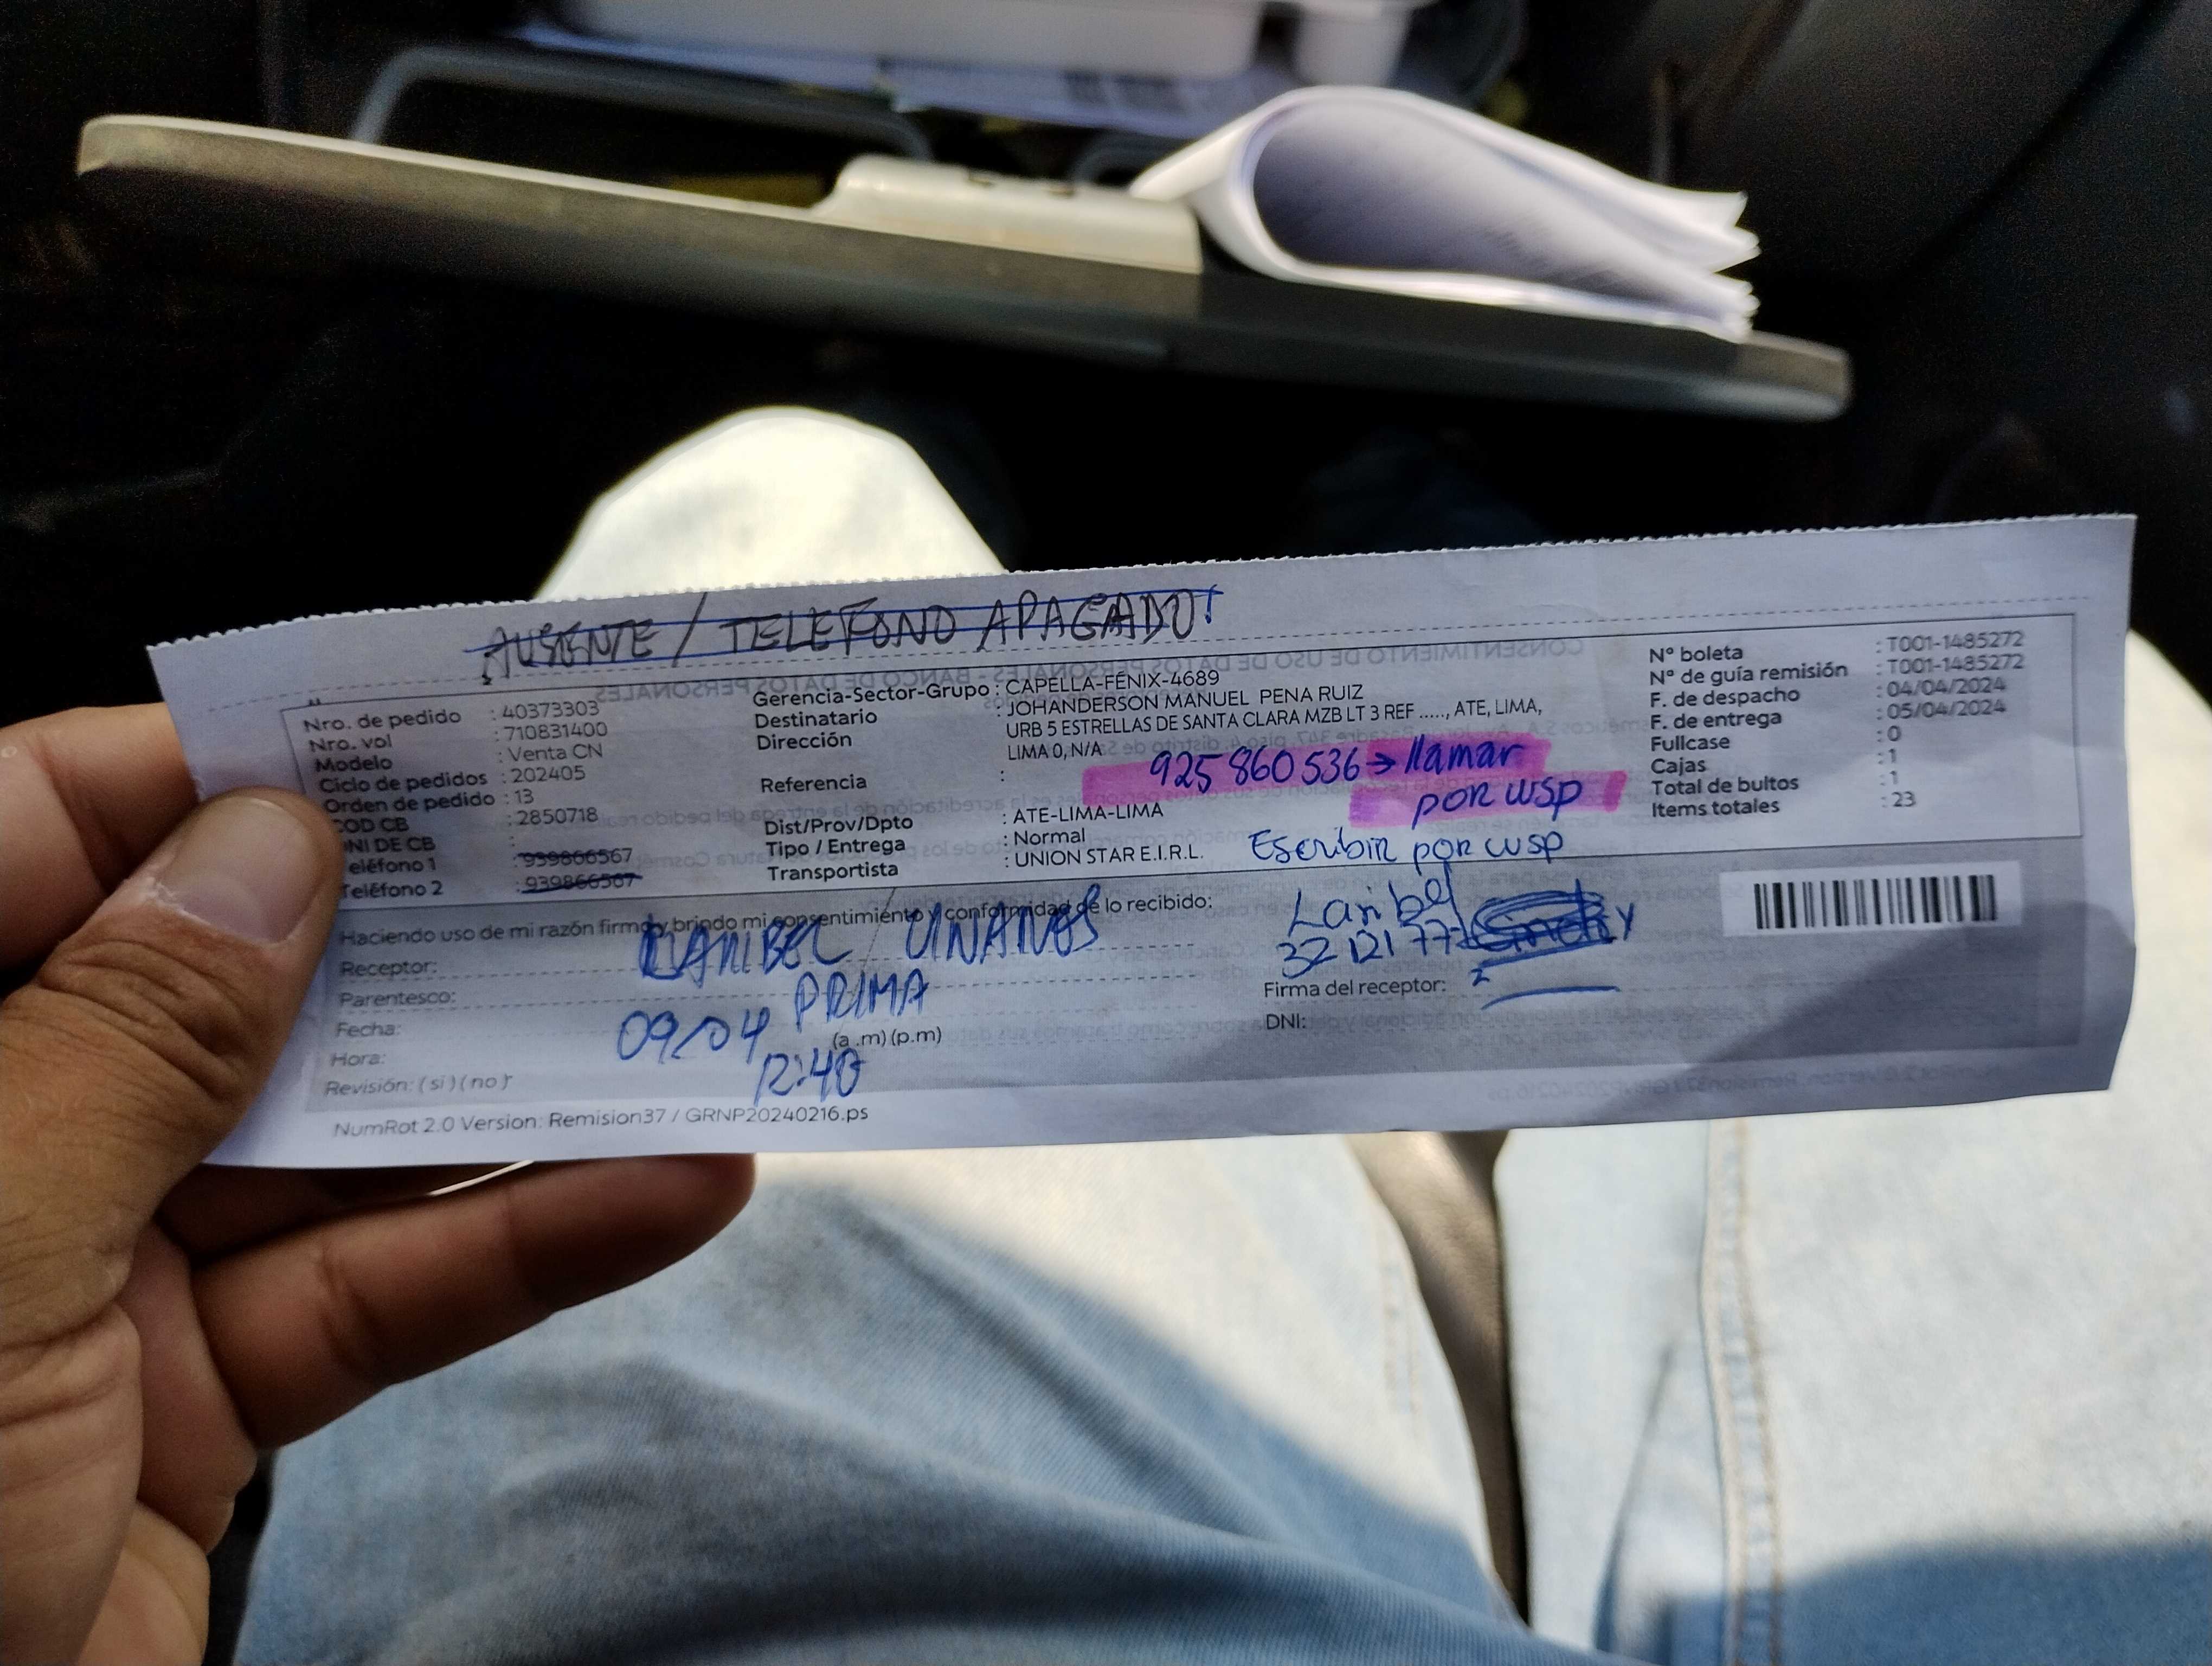 AUSENTE / TELEFONO APAGADO!
Nro. de pedido : 40373303
Nro. vol : 710831400
Modelo : Venta CN
Ciclo de pedidos : 202405
Orden de pedido : 13
COD CB : 2850718
DNI DE CB :
Teléfono 1 : 939866567
Teléfono 2 : 939866567
Gerencia-Sector-Grupo : CAPELLA-FÉNIX-4689
Destinatario : JOHANDERSON MANUEL PENA RUIZ
Dirección : URB 5 ESTRELLAS DE SANTA CLARA MZB LT 3 REF ....., ATE, LIMA,
LIMA 0, N/A
Referencia :
925 860 536 → llamar
por wsp
Dist/Prov/Dpto : ATE-LIMA-LIMA
Tipo / Entrega : Normal
Transportista : UNION STAR E.I.R.L.
Escribir por wsp
Nº boleta : T001-1485272
Nº de guía remisión : T001-1485272
F. de despacho : 04/04/2024
F. de entrega : 05/04/2024
Fullcase : 0
Cajas : 1
Total de bultos : 1
Items totales : 23
Haciendo uso de mi razón firmo y brindo mi consentimiento y conformidad de lo recibido:
Receptor:
Parentesco: PRIMA
Fecha: 09/04
Hora: 12:40 (a .m) (p.m)
Revisión: ( si ) ( no )
Firma del receptor:
DNI:
NumRot 2.0 Version: Remision37 / GRNP20240216.ps